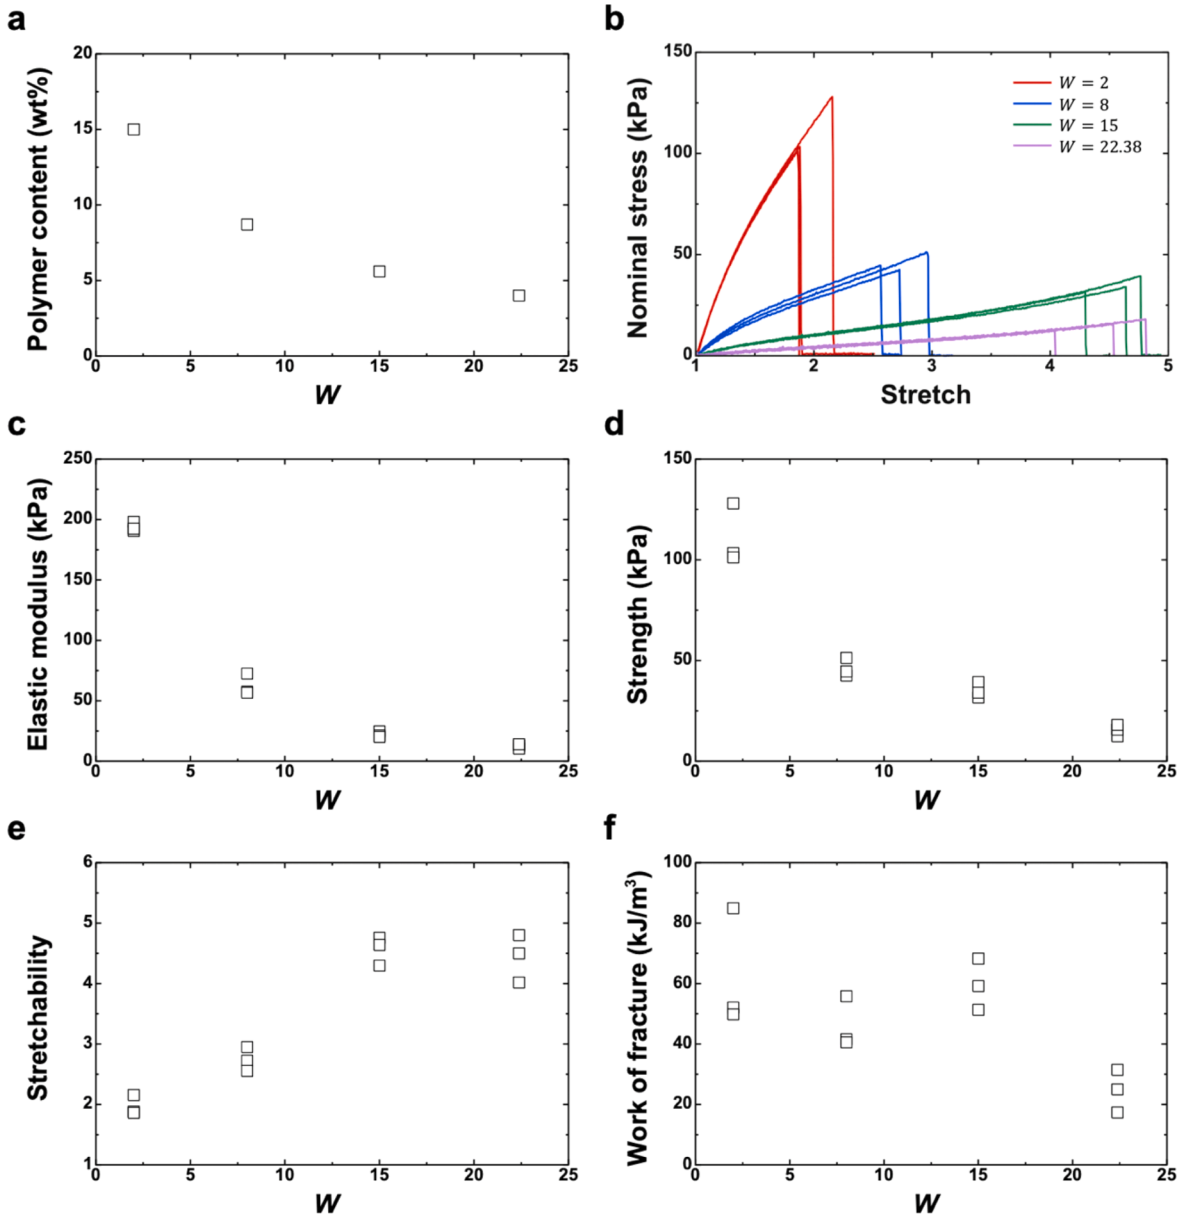 a
Polymer content (wt%)
20
15
10
5
0
0 5 10 15 20 25
W
b
Nominal stress (kPa)
150
100
50
0
1 2 3 4 5
Stretch
W = 2
W = 8
W = 15
W = 22.38
c
Elastic modulus (kPa)
250
200
150
100
50
0
0 5 10 15 20 25
W
d
Strength (kPa)
150
100
50
0
0 5 10 15 20 25
W
e
Stretchability
6
5
4
3
2
1
0 5 10 15 20 25
W
f
Work of fracture (kJ/m³)
100
80
60
40
20
0
0 5 10 15 20 25
W